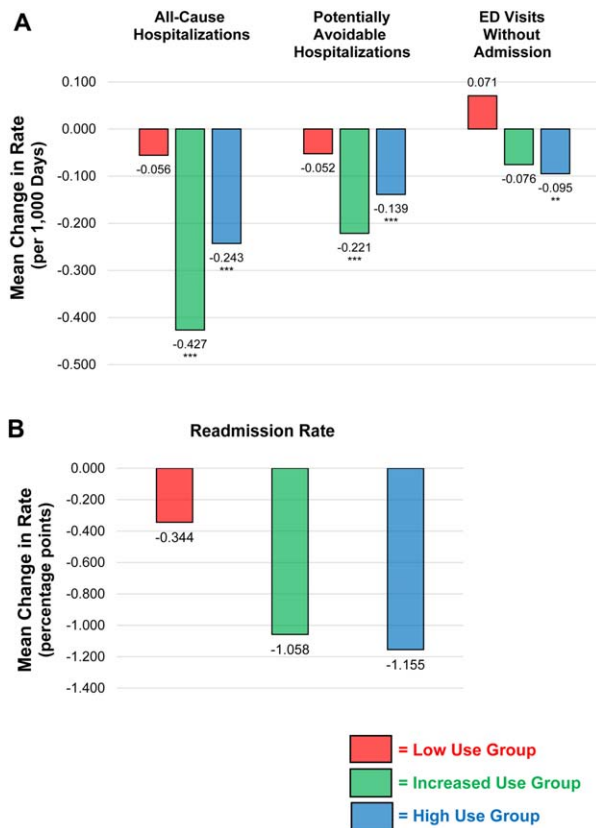 A
All-Cause
Hospitalizations
Potentially
Avoidable
Hospitalizations
ED Visits
Without
Admission
Mean Change in Rate
(per 1,000 Days)
0.100
0.000
-0.100
-0.200
-0.300
-0.400
-0.500
-0.056
-0.427
***
-0.243
***
-0.052
-0.221
***
-0.139
***
0.071
-0.076
-0.095
**
B
Readmission Rate
Mean Change in Rate
(percentage points)
0.000
-0.200
-0.400
-0.600
-0.800
-1.000
-1.200
-1.400
-0.344
-1.058
-1.155
= Low Use Group
= Increased Use Group
= High Use Group